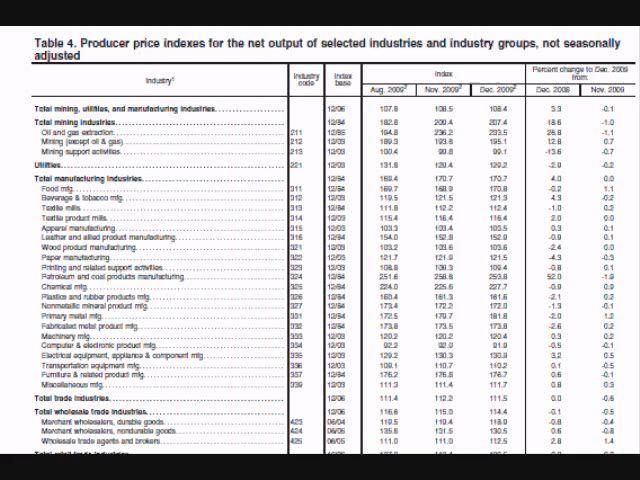 Table 4. Producer price indexes for the net output of selected industries and industry groups, not seasonally
adjusted
Industry¹ Industry code Index base Index Percent change to Dec. 2009 from:
Aug. 2009² Nov. 2009² Dec. 2009² Dec. 2008 Nov. 2009
Total mining, utilities, and manufacturing industries 12/06 107.8 108.5 108.4 5.3 -0.1
Total mining industries 12/84 182.8 209.4 207.4 18.6 -1.0
Oil and gas extraction 211 12/85 194.8 236.2 233.5 26.8 -1.1
Mining (except oil & gas) 212 12/03 189.3 193.8 195.1 12.8 0.7
Mining support activities 213 12/03 100.4 99.8 99.1 -13.6 -0.7
Utilities 221 12/03 131.8 129.4 129.2 -2.9 -0.2
Total manufacturing industries 12/84 169.4 170.7 170.7 4.0 0.0
Food mfg 311 12/84 169.7 168.9 170.8 -0.2 1.1
Beverage & tobacco mfg 312 12/03 119.5 121.5 121.3 4.3 -0.2
Textile mills 313 12/84 111.8 112.2 112.4 -1.0 0.2
Textile product mills 314 12/03 115.4 116.4 116.4 2.0 0.0
Apparel manufacturing 315 12/03 103.3 103.4 103.5 0.3 0.1
Leather and allied product manufacturing 316 12/84 154.0 152.8 152.9 -0.9 0.1
Wood product manufacturing 321 12/03 103.2 103.6 103.6 -2.4 0.0
Paper manufacturing 322 12/03 121.7 121.9 121.5 -4.3 -0.3
Printing and related support activities 323 12/03 108.8 109.3 109.4 -0.8 0.1
Petroleum and coal products manufacturing 324 12/84 251.6 258.6 253.8 52.0 -1.9
Chemical mfg 325 12/84 224.0 225.6 227.7 -0.9 0.9
Plastics and rubber products mfg 326 12/84 160.4 161.3 161.6 -2.1 0.2
Nonmetallic mineral product mfg 327 12/84 173.4 172.2 172.0 -1.3 -0.1
Primary metal mfg 331 12/84 172.5 179.7 181.8 -2.0 1.2
Fabricated metal product mfg 332 12/84 173.8 173.5 173.8 -2.6 0.2
Machinery mfg 333 12/03 120.2 120.2 120.4 0.3 0.2
Computer & electronic product mfg 334 12/03 92.2 92.0 91.9 -0.5 -0.1
Electrical equipment, appliance & component mfg 335 12/03 129.2 130.3 130.9 3.2 0.5
Transportation equipment mfg 336 12/03 109.1 110.7 110.2 0.1 -0.5
Furniture & related product mfg 337 12/84 176.2 176.8 176.7 0.6 -0.1
Miscellaneous mfg 339 12/03 111.3 111.4 111.7 0.8 0.3
Total trade industries 12/06 111.4 112.2 111.5 0.0 -0.6
Total wholesale trade industries 12/06 116.6 115.0 114.4 -0.1 -0.5
Merchant wholesalers, durable goods 423 06/04 119.5 119.4 118.9 -0.8 -0.4
Merchant wholesalers, nondurable goods 424 06/05 135.6 131.5 130.5 0.6 -0.8
Wholesale trade agents and brokers 425 06/05 111.0 111.0 112.5 2.8 1.4